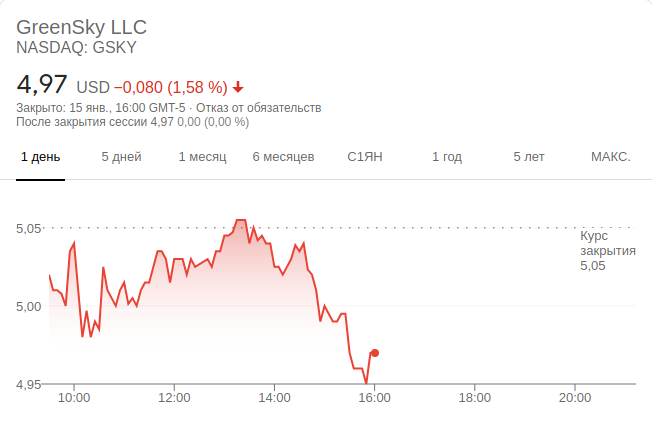 GreenSky LLC
NASDAQ: GSKY
4,97 USD −0,080 (1,58 %) ↓
Закрыто: 15 янв., 16:00 GMT-5 · Отказ от обязательств
После закрытия сессии 4,97 0,00 (0,00 %)
1 день 5 дней 1 месяц 6 месяцев С1ЯН 1 год 5 лет МАКС.
5,05
Курс
закрытия
5,05
5,00
4,95
10:00 12:00 14:00 16:00 18:00 20:00